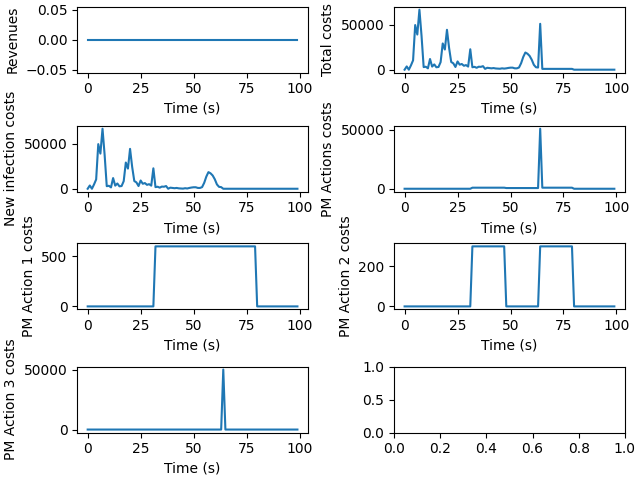 Revenues
0.05
0.00
−0.05
0 25 50 75 100
Time (s)
Total costs
50000
0
0 25 50 75 100
Time (s)
New infection costs
50000
0
0 25 50 75 100
Time (s)
PM Actions costs
50000
0
0 25 50 75 100
Time (s)
PM Action 1 costs
500
0
0 25 50 75 100
Time (s)
PM Action 2 costs
200
0
0 25 50 75 100
Time (s)
PM Action 3 costs
50000
0
0 25 50 75 100
Time (s)
1.0
0.5
0.0
0.0 0.2 0.4 0.6 0.8 1.0